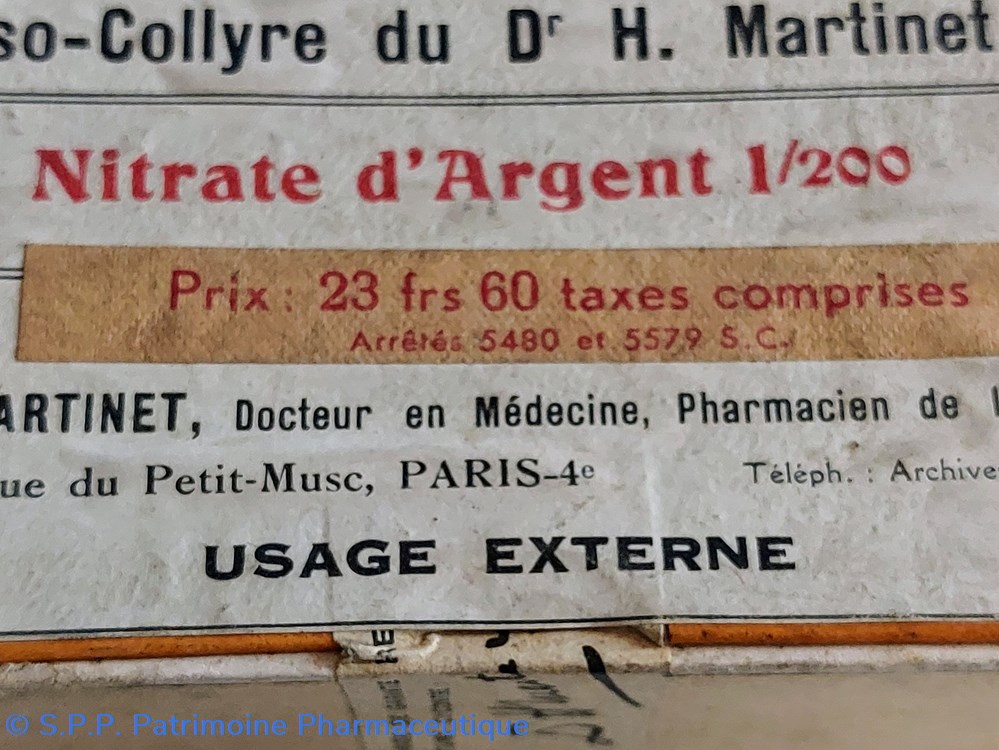 so-Collyre du Dr H. Martinet
Nitrate d'Argent 1/200
Prix : 23 frs 60 taxes comprises
Arrêtés 5480 et 5579 S.C.
ARTINET, Docteur en Médecine, Pharmacien de
ue du Petit-Musc, PARIS-4e Téléph. : Archive
USAGE EXTERNE
RE
© S.P.P. Patrimoine Pharmaceutique